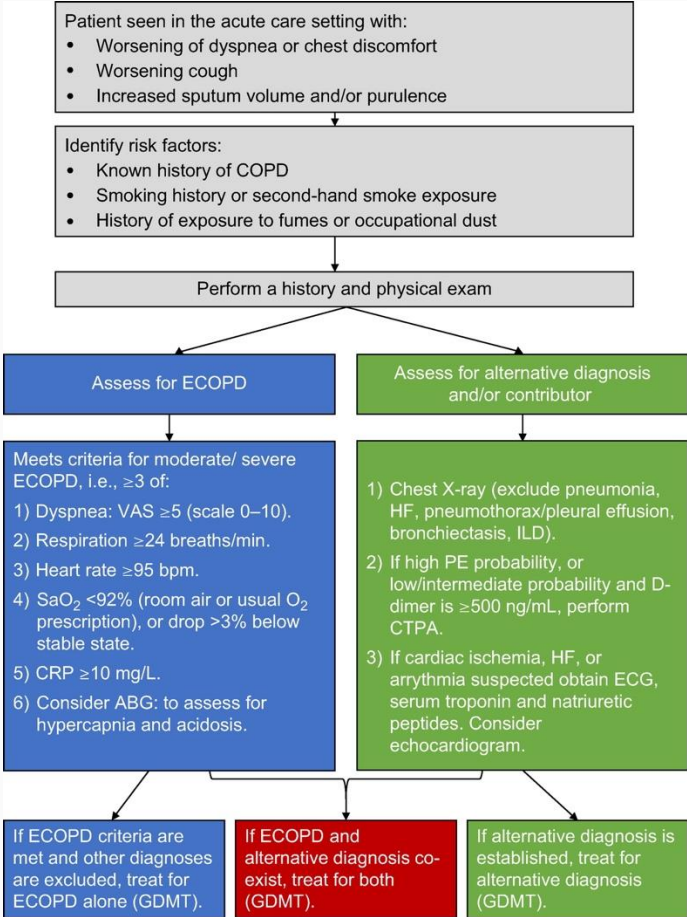 Patient seen in the acute care setting with:
• Worsening of dyspnea or chest discomfort
• Worsening cough
• Increased sputum volume and/or purulence
Identify risk factors:
• Known history of COPD
• Smoking history or second-hand smoke exposure
• History of exposure to fumes or occupational dust
Perform a history and physical exam
Assess for ECOPD
Assess for alternative diagnosis
and/or contributor
Meets criteria for moderate/ severe
ECOPD, i.e., ≥3 of:
1) Dyspnea: VAS ≥5 (scale 0–10).
2) Respiration ≥24 breaths/min.
3) Heart rate ≥95 bpm.
4) SaO₂ <92% (room air or usual O₂
prescription), or drop >3% below
stable state.
5) CRP ≥10 mg/L.
6) Consider ABG: to assess for
hypercapnia and acidosis.
1) Chest X-ray (exclude pneumonia,
HF, pneumothorax/pleural effusion,
bronchiectasis, ILD).
2) If high PE probability, or
low/intermediate probability and D-
dimer is ≥500 ng/mL, perform
CTPA.
3) If cardiac ischemia, HF, or
arrythmia suspected obtain ECG,
serum troponin and natriuretic
peptides. Consider
echocardiogram.
If ECOPD criteria are
met and other diagnoses
are excluded, treat for
ECOPD alone (GDMT).
If ECOPD and
alternative diagnosis co-
exist, treat for both
(GDMT).
If alternative diagnosis is
established, treat for
alternative diagnosis
(GDMT).